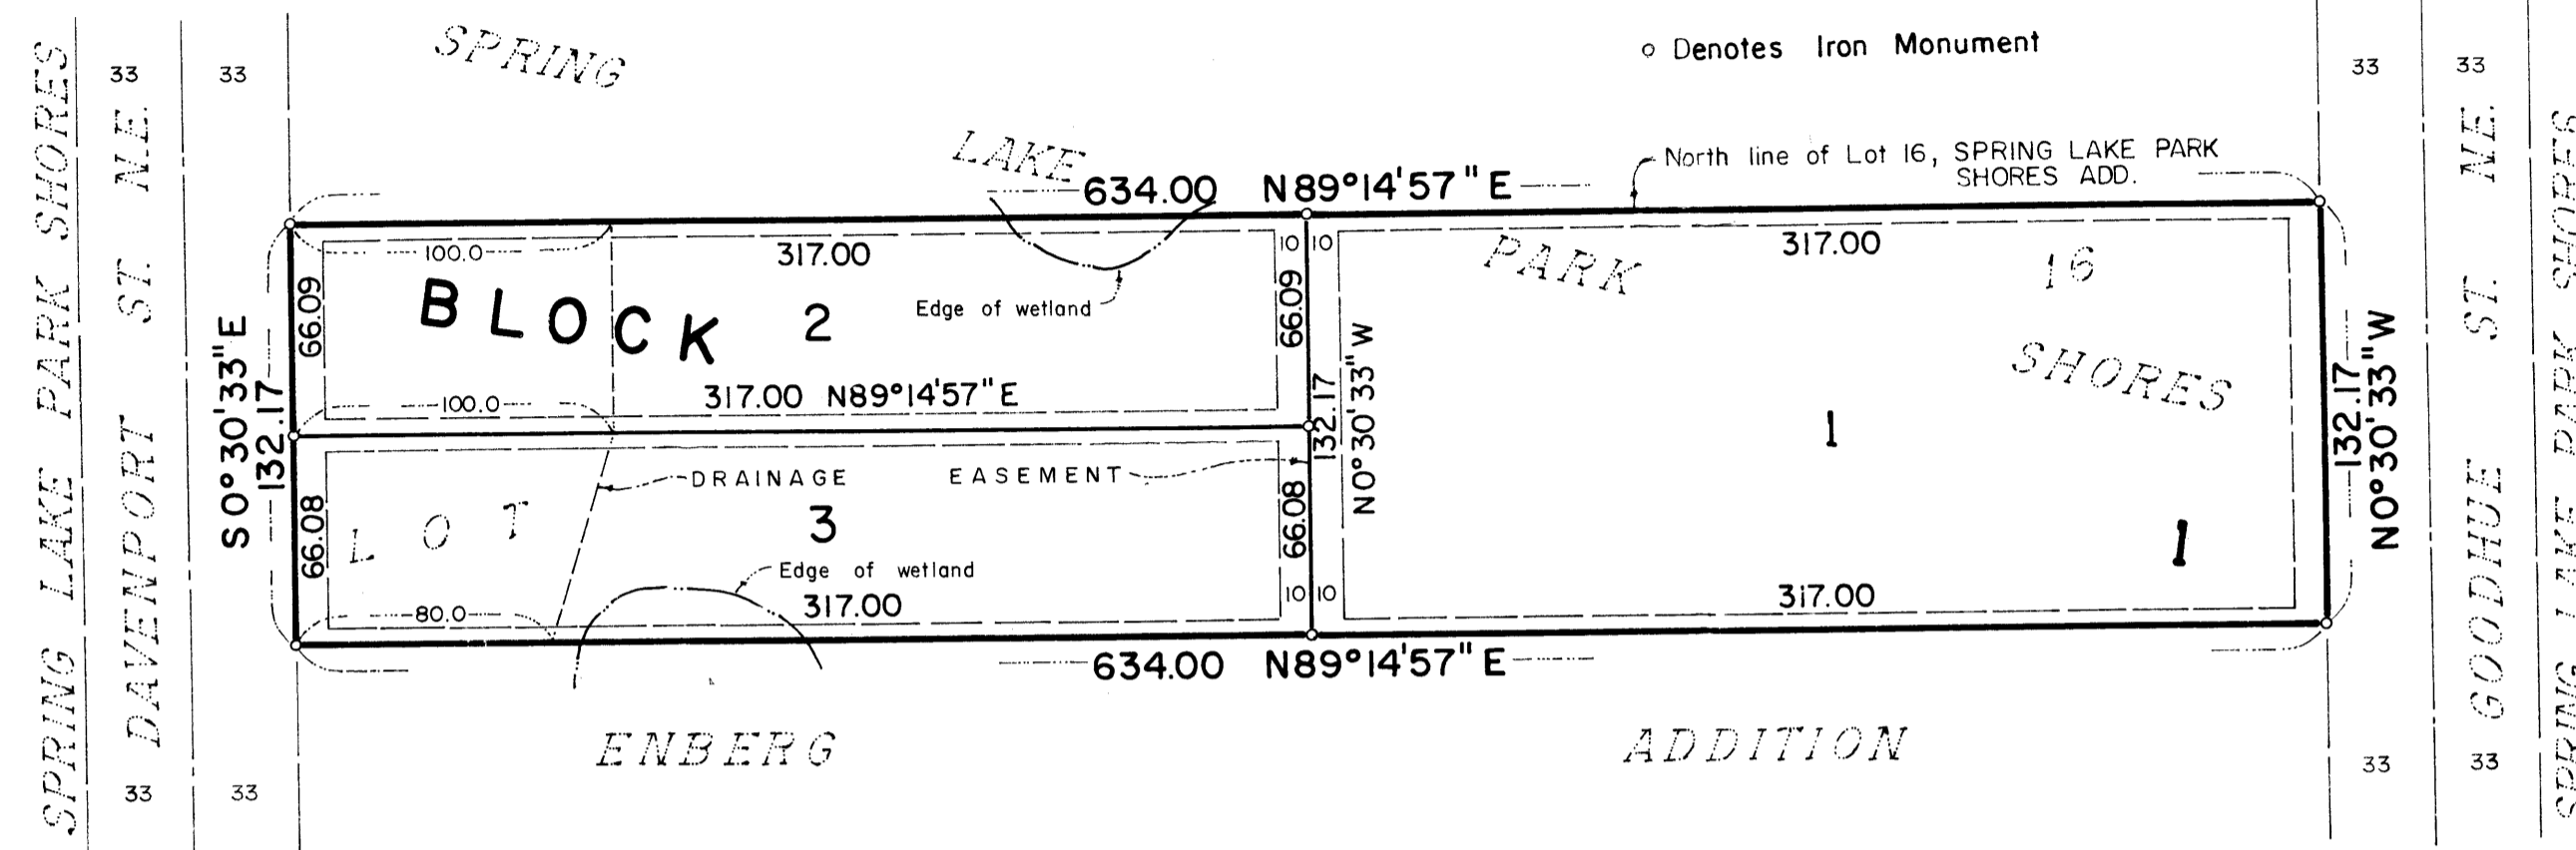 SPRING LAKE PARK SHORES
DAVENPORT ST. N.E.
33 33
33 33
SPRING
LAKE
PARK
SHORES
○ Denotes Iron Monument
North line of Lot 16, SPRING LAKE PARK
SHORES ADD.
33 33
634.00 N89°14'57"E
100.0
317.00
10 10
317.00
16
BLOCK
2
Edge of wetland
66.09
66.09
S0°30'33"E
132.17
317.00 N89°14'57"E
100.0
132.17
N0°30'33"W
1
132.17
N0°30'33"W
DRAINAGE EASEMENT
LOT
3
66.08
66.08
1
Edge of wetland
317.00
80.0
10 10
317.00
634.00 N89°14'57"E
ENBERG ADDITION
33 33
GOODHUE ST. NE.
SPRING LAKE PARK SHORES